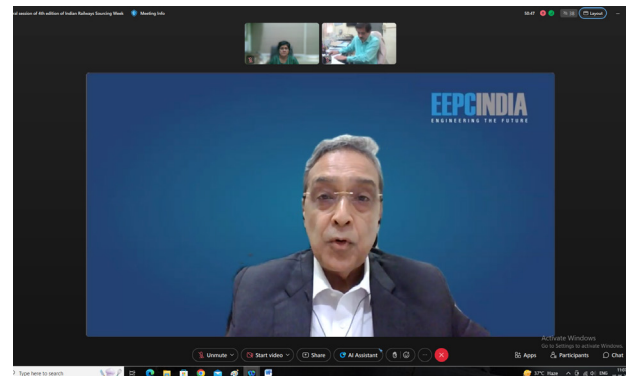 nd session of 4th edition of Indian Railways Sourcing Week
Meeting Info
50:47
Layout
EEPCINDIA
ENGINEERING THE FUTURE
Activate Windows
Go to Settings to activate Windows.
Unmute
Start video
Share
AI Assistant
Apps
Participants
Chat
Type here to search
37°C Haze
ENG